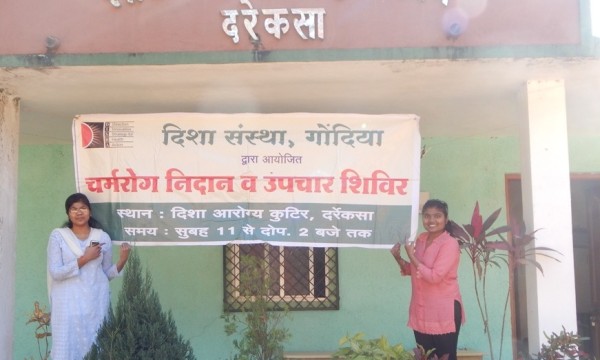 दरेकसा
दिशा संस्था, गोंदिया
द्वारा आयोजित
चर्मरोग निदान व उपचार शिविर
स्थान : दिशा आरोग्य कुटिर, दर्रेकसा
समय : सुबह 11 से दोप. 2 बजे तक